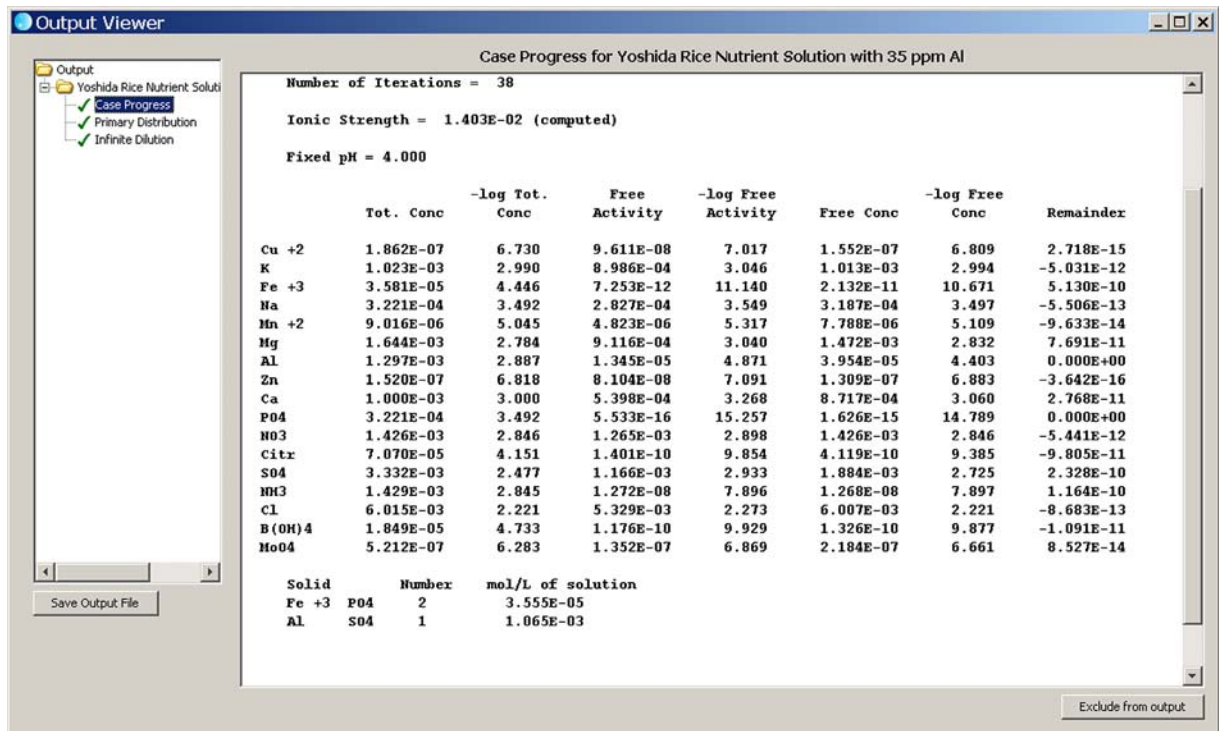 Output Viewer
Case Progress for Yoshida Rice Nutrient Solution with 35 ppm Al
Output
Yoshida Rice Nutrient Soluti
Case Progress
Primary Distribution
Infinite Dilution
Save Output File
Number of Iterations = 38
Ionic Strength = 1.403E-02 (computed)
Fixed pH = 4.000
-log Tot. Free -log Free -log Free
Tot. Conc Conc Activity Activity Free Conc Conc Remainder
Cu +2 1.862E-07 6.730 9.611E-08 7.017 1.552E-07 6.809 2.718E-15
K 1.023E-03 2.990 8.986E-04 3.046 1.013E-03 2.994 -5.031E-12
Fe +3 3.581E-05 4.446 7.253E-12 11.140 2.132E-11 10.671 5.130E-10
Na 3.221E-04 3.492 2.827E-04 3.549 3.187E-04 3.497 -5.506E-13
Mn +2 9.016E-06 5.045 4.823E-06 5.317 7.788E-06 5.109 -9.633E-14
Mg 1.644E-03 2.784 9.116E-04 3.040 1.472E-03 2.832 7.691E-11
Al 1.297E-03 2.887 1.345E-05 4.871 3.954E-05 4.403 0.000E+00
Zn 1.520E-07 6.818 8.104E-08 7.091 1.309E-07 6.883 -3.642E-16
Ca 1.000E-03 3.000 5.398E-04 3.268 8.717E-04 3.060 2.768E-11
PO4 3.221E-04 3.492 5.533E-16 15.257 1.626E-15 14.789 0.000E+00
NO3 1.426E-03 2.846 1.265E-03 2.898 1.426E-03 2.846 -5.441E-12
Citr 7.070E-05 4.151 1.401E-10 9.854 4.119E-10 9.385 -9.805E-11
SO4 3.332E-03 2.477 1.166E-03 2.933 1.884E-03 2.725 2.328E-10
NH3 1.429E-03 2.845 1.272E-08 7.896 1.268E-08 7.897 1.164E-10
Cl 6.015E-03 2.221 5.329E-03 2.273 6.007E-03 2.221 -8.683E-13
B(OH)4 1.849E-05 4.733 1.176E-10 9.929 1.326E-10 9.877 -1.091E-11
MoO4 5.212E-07 6.283 1.352E-07 6.869 2.184E-07 6.661 8.527E-14
Solid Number mol/L of solution
Fe +3 PO4 2 3.555E-05
Al SO4 1 1.065E-03
Exclude from output